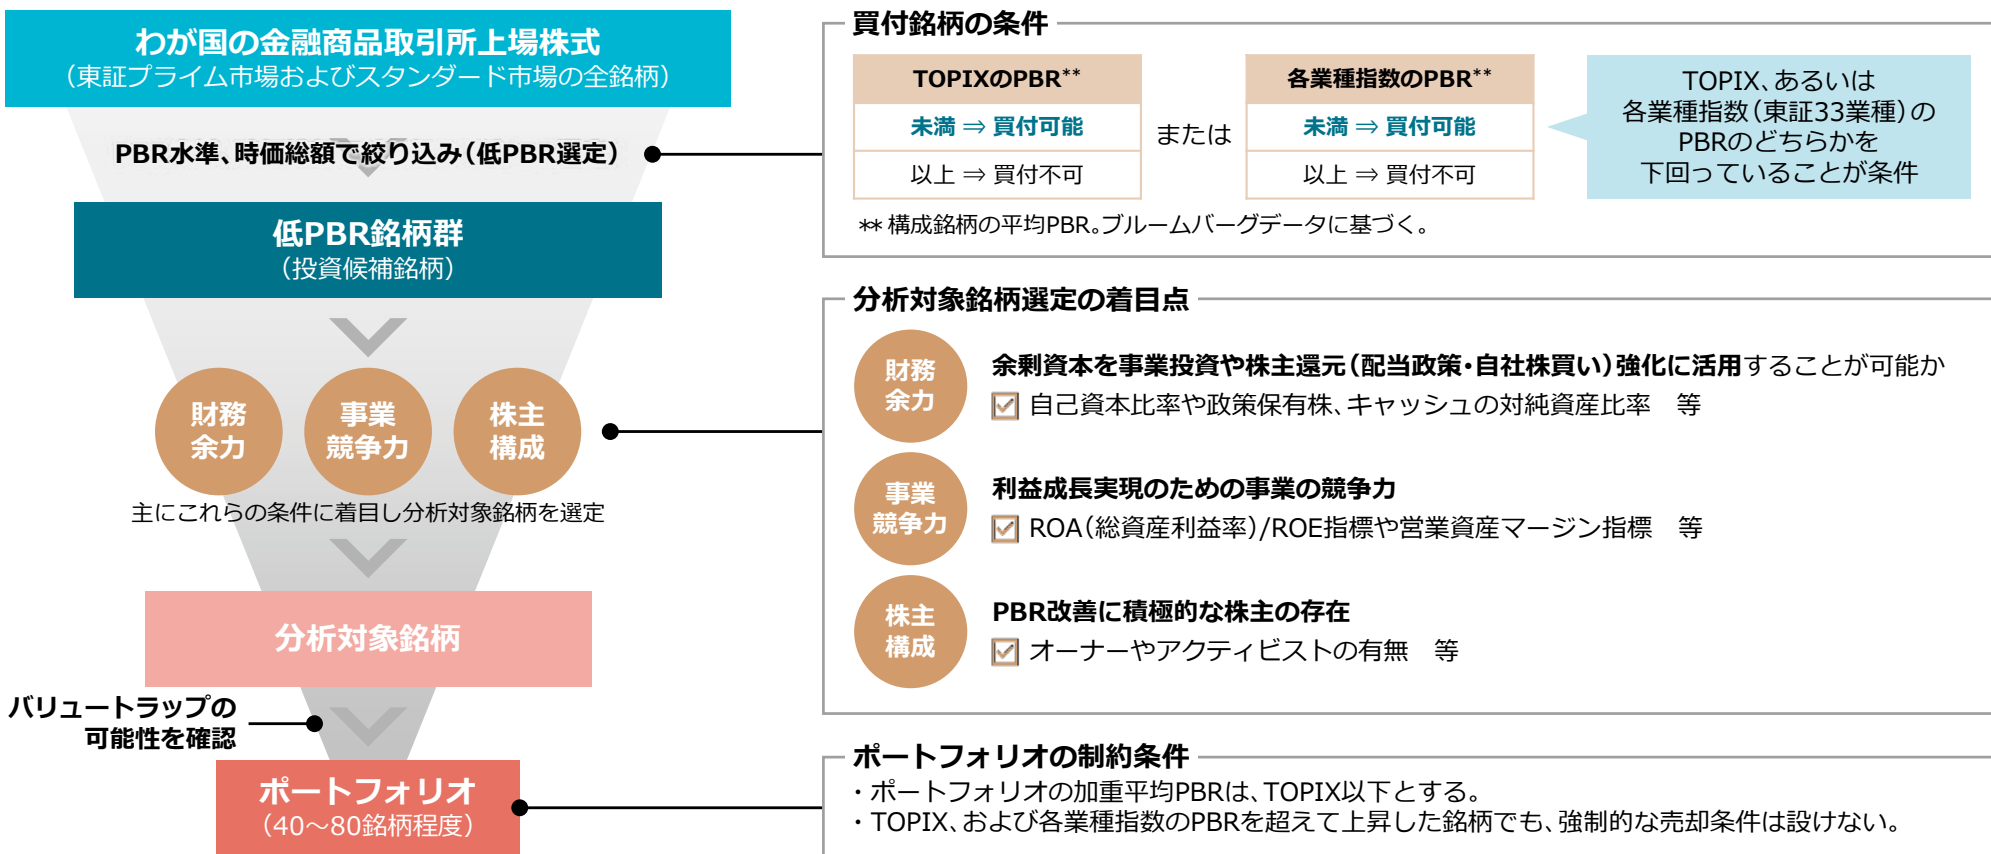 わが国の金融商品取引所上場株式
（東証プライム市場およびスタンダード市場の全銘柄）
PBR水準、時価総額で絞り込み（低PBR選定）
低PBR銘柄群
（投資候補銘柄）
財務
余力
事業
競争力
株主
構成
主にこれらの条件に着目し分析対象銘柄を選定
分析対象銘柄
バリュートラップの
可能性を確認
ポートフォリオ
（40～80銘柄程度）
買付銘柄の条件
TOPIXのPBR**
未満 ⇒ 買付可能
以上 ⇒ 買付不可
または
各業種指数のPBR**
未満 ⇒ 買付可能
以上 ⇒ 買付不可
TOPIX、あるいは
各業種指数（東証33業種）の
PBRのどちらかを
下回っていることが条件
** 構成銘柄の平均PBR。ブルームバーグデータに基づく。
分析対象銘柄選定の着目点
財務
余力
余剰資本を事業投資や株主還元（配当政策・自社株買い）強化に活用することが可能か
自己資本比率や政策保有株、キャッシュの対純資産比率　等
事業
競争力
利益成長実現のための事業の競争力
ROA（総資産利益率）/ROE指標や営業資産マージン指標　等
株主
構成
PBR改善に積極的な株主の存在
オーナーやアクティビストの有無　等
ポートフォリオの制約条件
・ポートフォリオの加重平均PBRは、TOPIX以下とする。
・TOPIX、および各業種指数のPBRを超えて上昇した銘柄でも、強制的な売却条件は設けない。